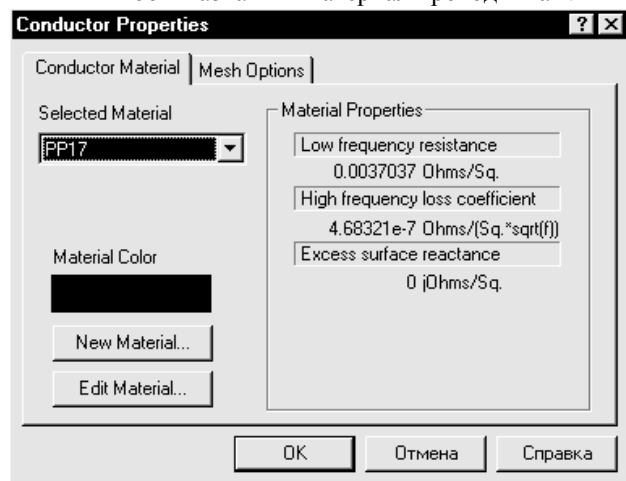 Conductor Properties
Conductor Material
Mesh Options
Selected Material
PP17
Material Color
New Material...
Edit Material...
Material Properties
Low frequency resistance
0.0037037 Ohms/Sq.
High frequency loss coefficient
4.68321e-7 Ohms/(Sq.*sqrt(f))
Excess surface reactance
0 jOhms/Sq.
OK
Отмена
Справка